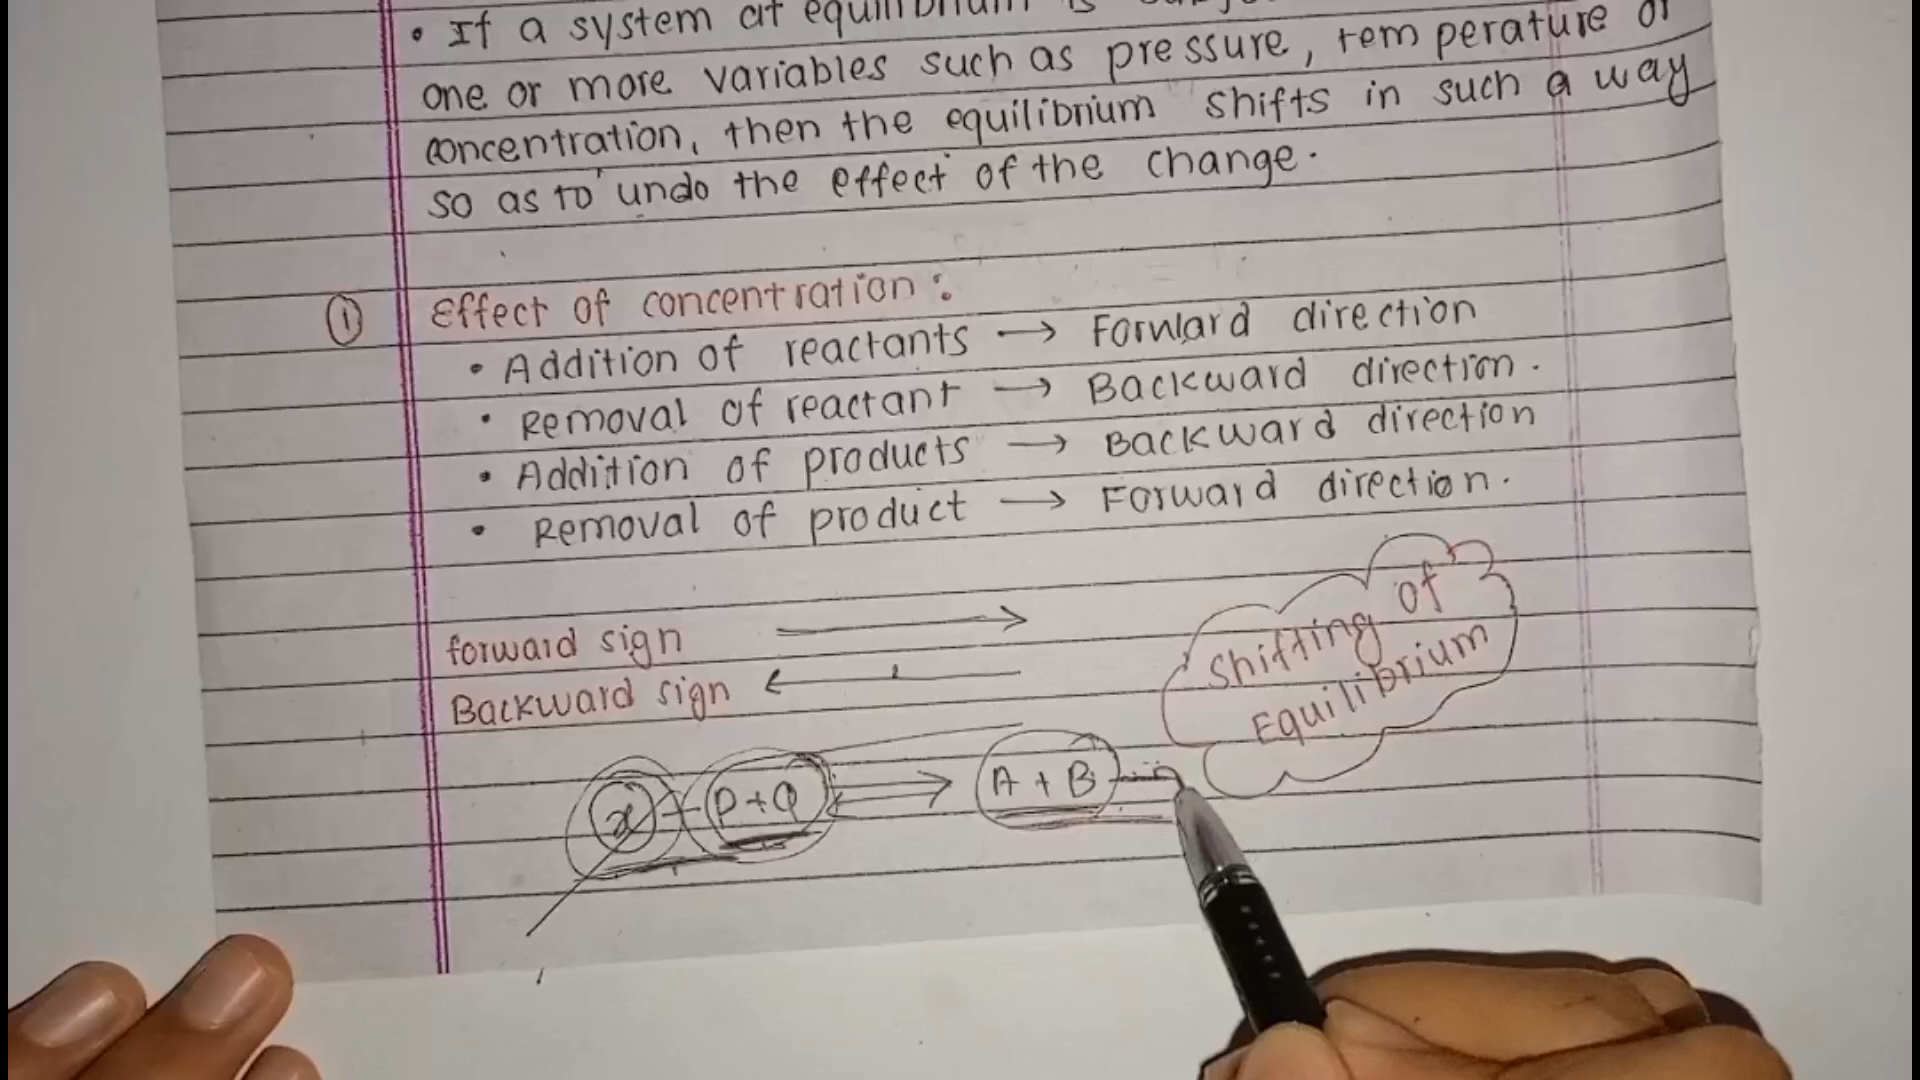 • If a system at equilibrium is
one or more variables such as pressure, temperature or
concentration, then the equilibrium shifts in such a way
so as to undo the effect of the change.
① Effect of concentration :
• Addition of reactants → Forward direction
• Removal of reactant → Backward direction.
• Addition of products → Backward direction
• Removal of product → Forward direction.
forward sign →
Backward sign ←
Shifting of
Equilibrium
x P+Q ⇌ A + B